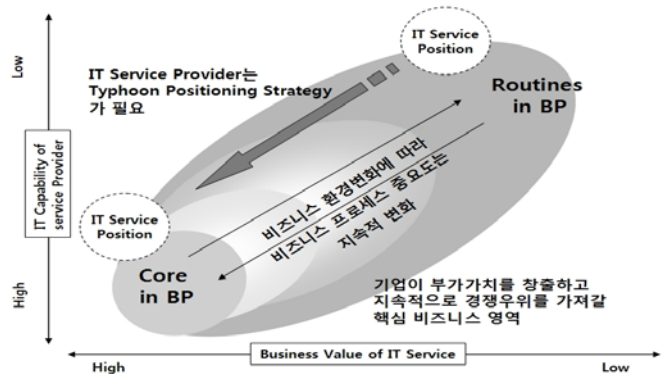 IT Service
Position
Low
IT Service Provider는
Typhoon Positioning Strategy
가 필요
Routines
in BP
IT Capability of
service Provider
비즈니스 환경변화에 따라
비즈니스 프로세스 중요도는
지속적 변화
IT Service
Position
Core
in BP
High
기업이 부가가치를 창출하고
지속적으로 경쟁우위를 가져갈
핵심 비즈니스 영역
High
Business Value of IT Service
Low